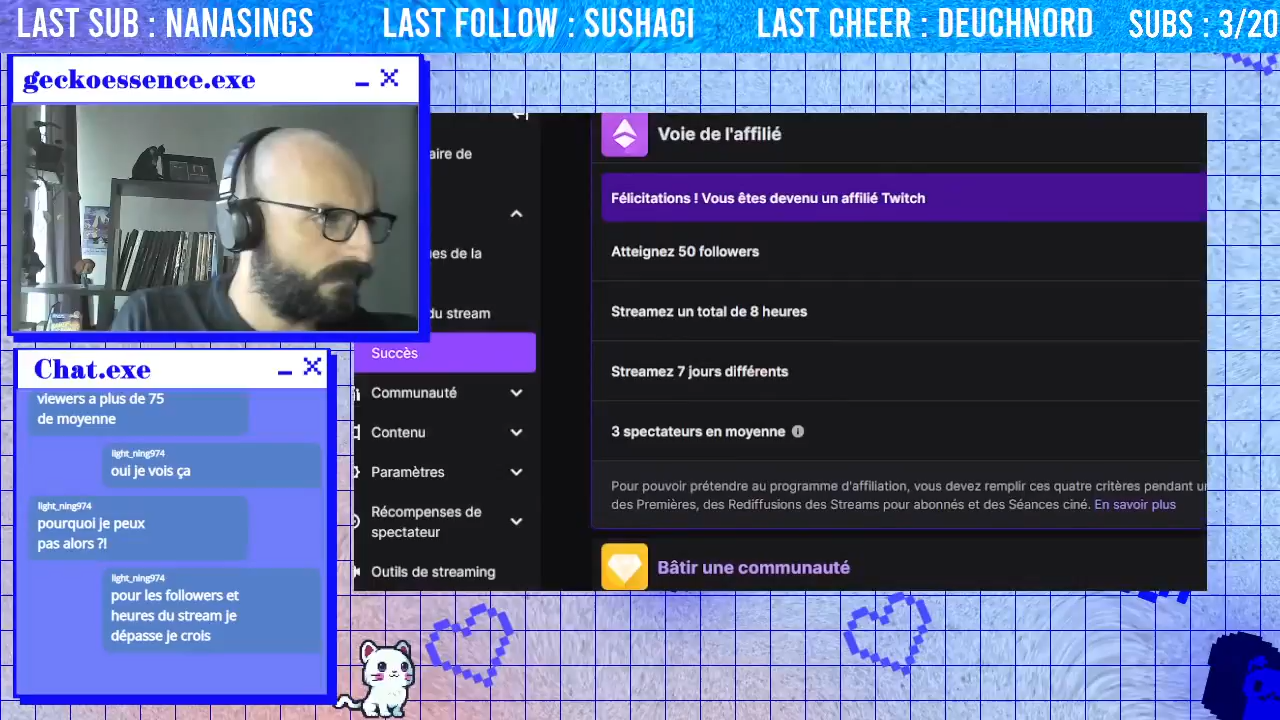 LAST SUB : NANASINGS
LAST FOLLOW : SUSHAGI
LAST CHEER : DEUCHNORD
SUBS : 3/20
geckoessence.exe
Chat.exe
viewers a plus de 75
de moyenne
light_ning974
oui je vois ça
light_ning974
pourquoi je peux
pas alors ?!
light_ning974
pour les followers et
heures du stream je
dépasse je crois
aire de
es de la
du stream
Succès
Communauté
Contenu
Paramètres
Récompenses de
spectateur
Outils de streaming
Voie de l'affilié
Félicitations ! Vous êtes devenu un affilié Twitch
Atteignez 50 followers
Streamez un total de 8 heures
Streamez 7 jours différents
3 spectateurs en moyenne
Pour pouvoir prétendre au programme d'affiliation, vous devez remplir ces quatre critères pendant
des Premières, des Rediffusions des Streams pour abonnés et des Séances ciné. En savoir plus
Bâtir une communauté